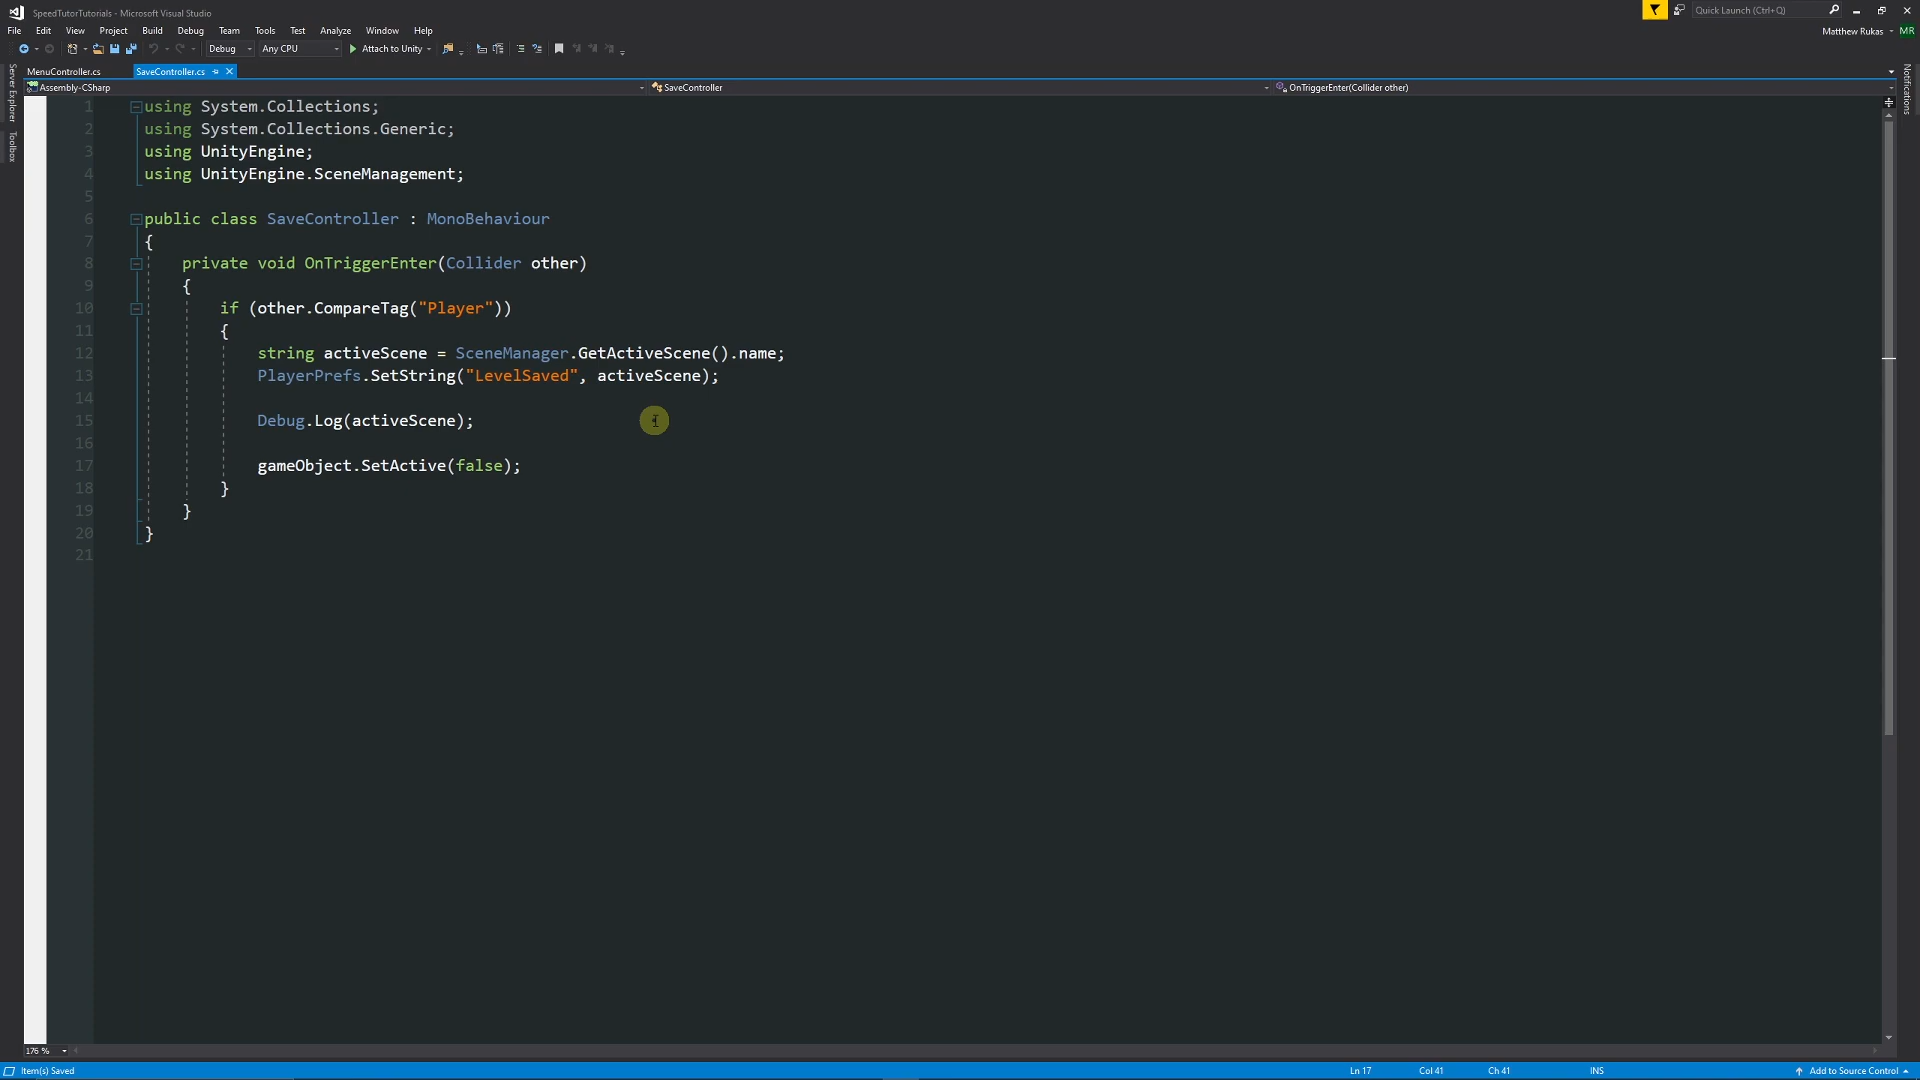 SpeedTutorTutorials - Microsoft Visual Studio
Quick Launch (Ctrl+Q)
File Edit View Project Build Debug Team Tools Test Analyze Window Help
Matthew Rukas MR
Debug Any CPU Attach to Unity
MenuController.cs SaveController.cs
Assembly-CSharp SaveController OnTriggerEnter(Collider other)
Server Explorer
Toolbox
Notifications
1 using System.Collections;
2 using System.Collections.Generic;
3 using UnityEngine;
4 using UnityEngine.SceneManagement;
5
6 public class SaveController : MonoBehaviour
7 {
8 private void OnTriggerEnter(Collider other)
9 {
10 if (other.CompareTag("Player"))
11 {
12 string activeScene = SceneManager.GetActiveScene().name;
13 PlayerPrefs.SetString("LevelSaved", activeScene);
14
15 Debug.Log(activeScene);
16
17 gameObject.SetActive(false);
18 }
19 }
20 }
21
176 %
Item(s) Saved Ln 17 Col 41 Ch 41 INS Add to Source Control